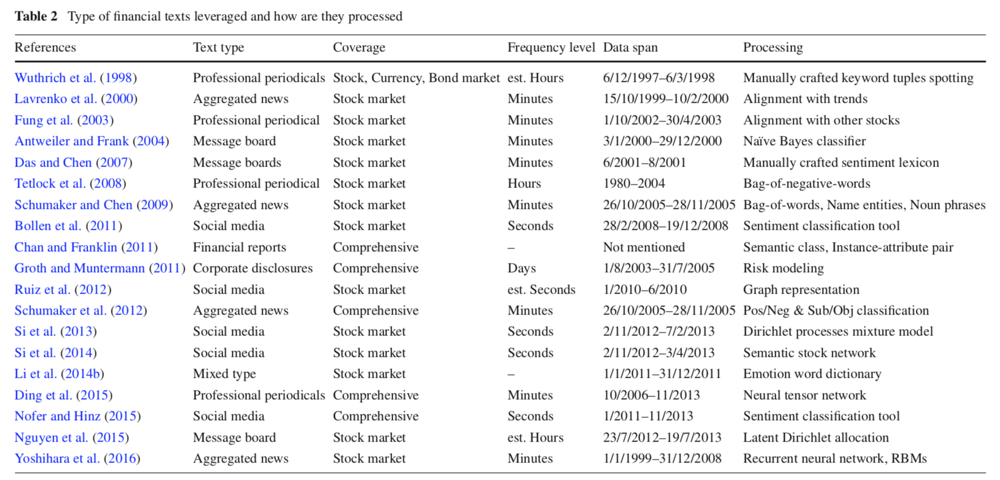 Table 2 Type of financial texts leveraged and how are they processed
References Text type Coverage Frequency level Data span Processing
Wuthrich et al. (1998) Professional periodicals Stock, Currency, Bond market est. Hours 6/12/1997–6/3/1998 Manually crafted keyword tuples spotting
Lavrenko et al. (2000) Aggregated news Stock market Minutes 15/10/1999–10/2/2000 Alignment with trends
Fung et al. (2003) Professional periodical Stock market Minutes 1/10/2002–30/4/2003 Alignment with other stocks
Antweiler and Frank (2004) Message board Stock market Minutes 3/1/2000–29/12/2000 Naïve Bayes classifier
Das and Chen (2007) Message boards Stock market Minutes 6/2001–8/2001 Manually crafted sentiment lexicon
Tetlock et al. (2008) Professional periodical Stock market Hours 1980–2004 Bag-of-negative-words
Schumaker and Chen (2009) Aggregated news Stock market Minutes 26/10/2005–28/11/2005 Bag-of-words, Name entities, Noun phrases
Bollen et al. (2011) Social media Stock market Seconds 28/2/2008–19/12/2008 Sentiment classification tool
Chan and Franklin (2011) Financial reports Comprehensive – Not mentioned Semantic class, Instance-attribute pair
Groth and Muntermann (2011) Corporate disclosures Comprehensive Days 1/8/2003–31/7/2005 Risk modeling
Ruiz et al. (2012) Social media Stock market est. Seconds 1/2010–6/2010 Graph representation
Schumaker et al. (2012) Aggregated news Comprehensive Minutes 26/10/2005–28/11/2005 Pos/Neg & Sub/Obj classification
Si et al. (2013) Social media Stock market Seconds 2/11/2012–7/2/2013 Dirichlet processes mixture model
Si et al. (2014) Social media Stock market Seconds 2/11/2012–3/4/2013 Semantic stock network
Li et al. (2014b) Mixed type Stock market – 1/1/2011–31/12/2011 Emotion word dictionary
Ding et al. (2015) Professional periodicals Comprehensive Minutes 10/2006–11/2013 Neural tensor network
Nofer and Hinz (2015) Social media Comprehensive Seconds 1/2011–11/2013 Sentiment classification tool
Nguyen et al. (2015) Message board Stock market est. Hours 23/7/2012–19/7/2013 Latent Dirichlet allocation
Yoshihara et al. (2016) Aggregated news Stock market Minutes 1/1/1999–31/12/2008 Recurrent neural network, RBMs